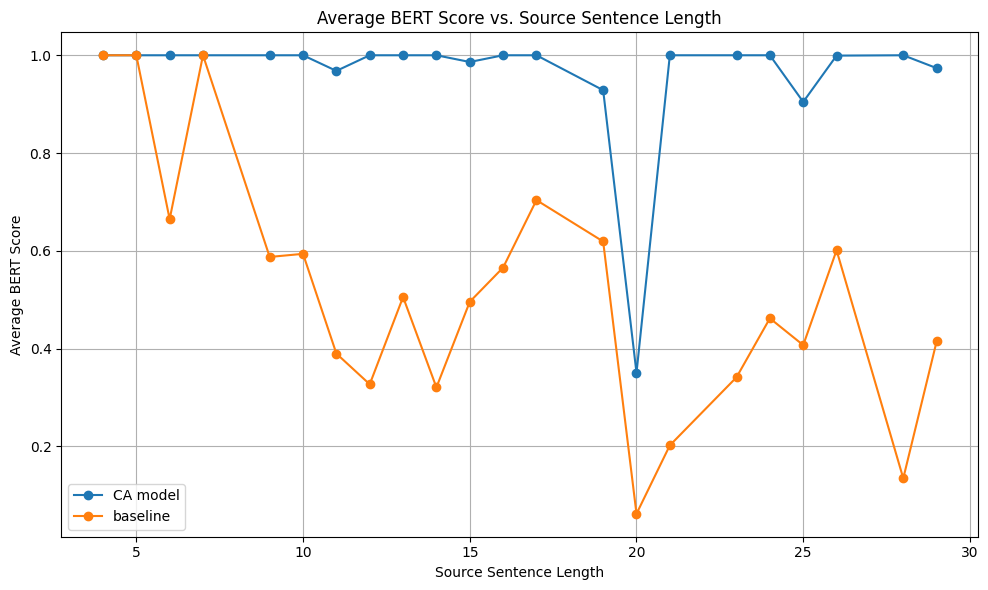 Average BERT Score vs. Source Sentence Length
Average BERT Score
1.0
0.8
0.6
0.4
0.2
CA model
baseline
5 10 15 20 25 30
Source Sentence Length